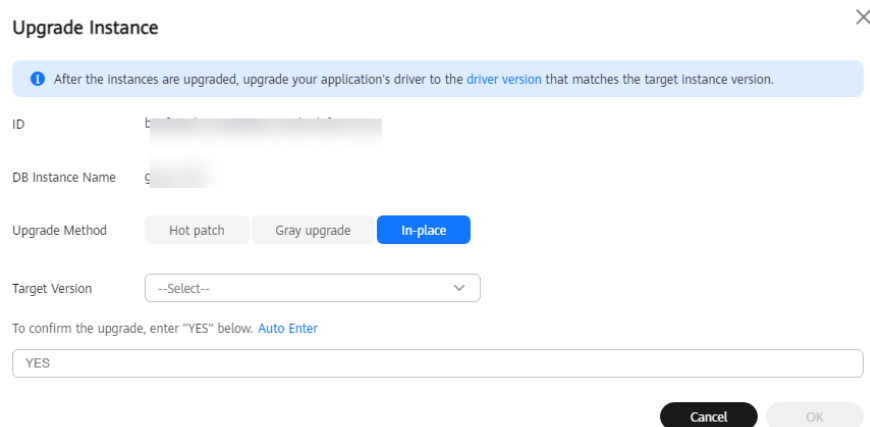 Upgrade Instance
After the instances are upgraded, upgrade your application's driver to the driver version that matches the target instance version.
ID
DB Instance Name
Upgrade Method Hot patch Gray upgrade In-place
Target Version --Select--
To confirm the upgrade, enter "YES" below. Auto Enter
YES
Cancel OK